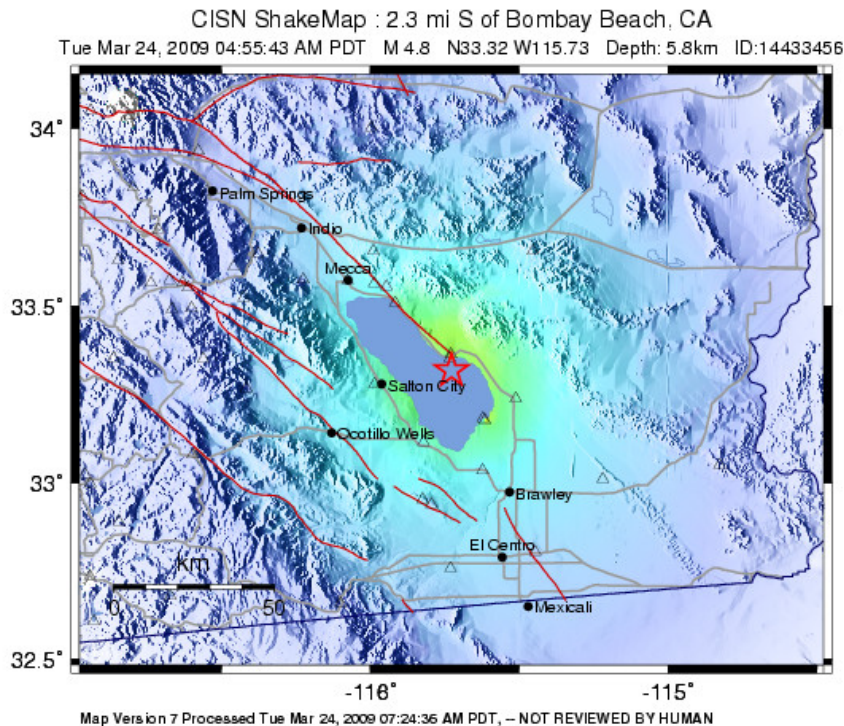 CISN ShakeMap : 2.3 mi S of Bombay Beach, CA
Tue Mar 24, 2009 04:55:43 AM PDT M 4.8 N33.32 W115.73 Depth: 5.8km ID:14433456
34°
Palm Springs
Indio
Mecca
33.5°
Salton City
Ocotillo Wells
33°
Brawley
El Centro
km
0 50
Mexicali
32.5°
-116° -115°
Map Version 7 Processed Tue Mar 24, 2009 07:24:36 AM PDT, -- NOT REVIEWED BY HUMAN